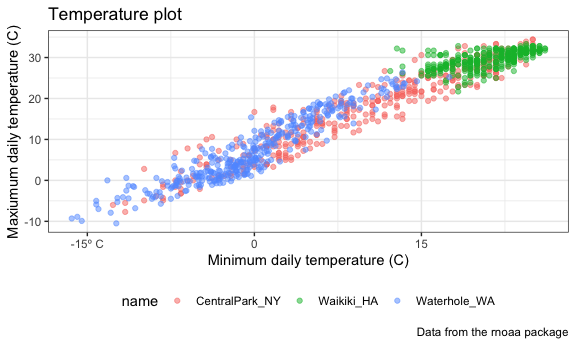 Temperature plot
Maxiumum daily temperature (C)
30
20
10
0
-10
-15º C
0
15
Minimum daily temperature (C)
name
CentralPark_NY
Waikiki_HA
Waterhole_WA
Data from the rnoaa package